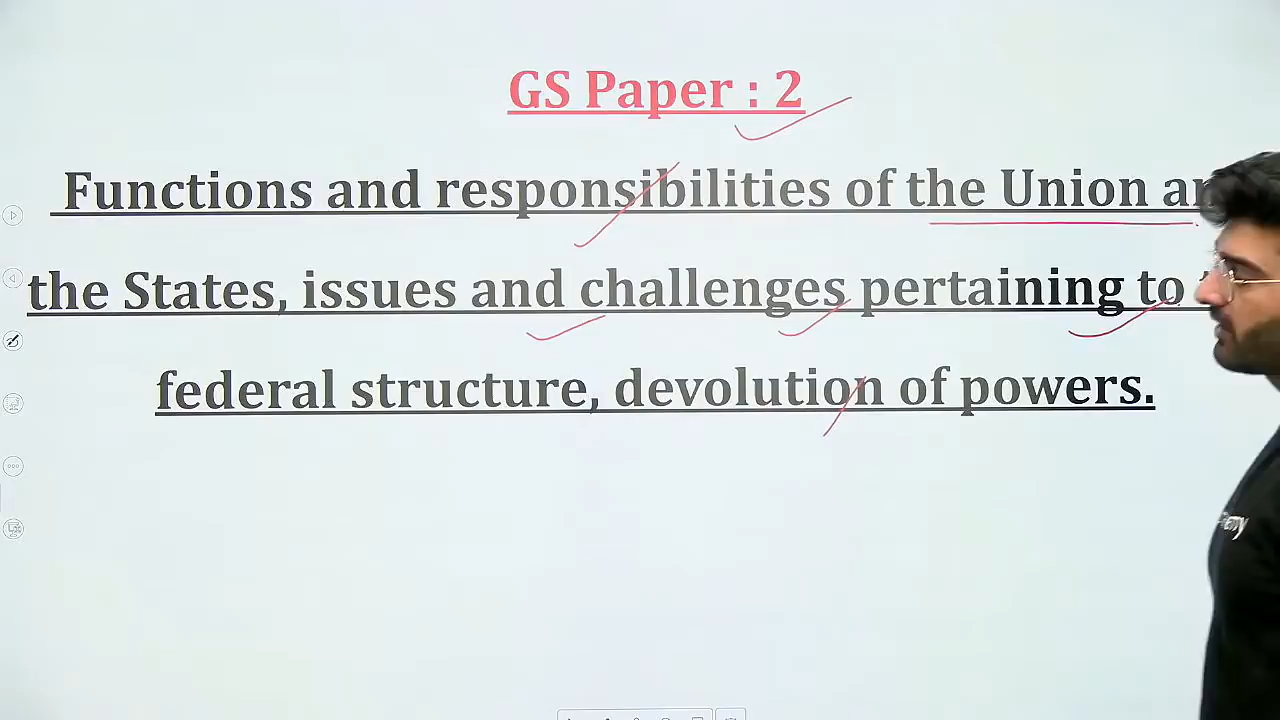 GS Paper : 2
Functions and responsibilities of the Union
the States, issues and challenges pertaining to
federal structure, devolution of powers.